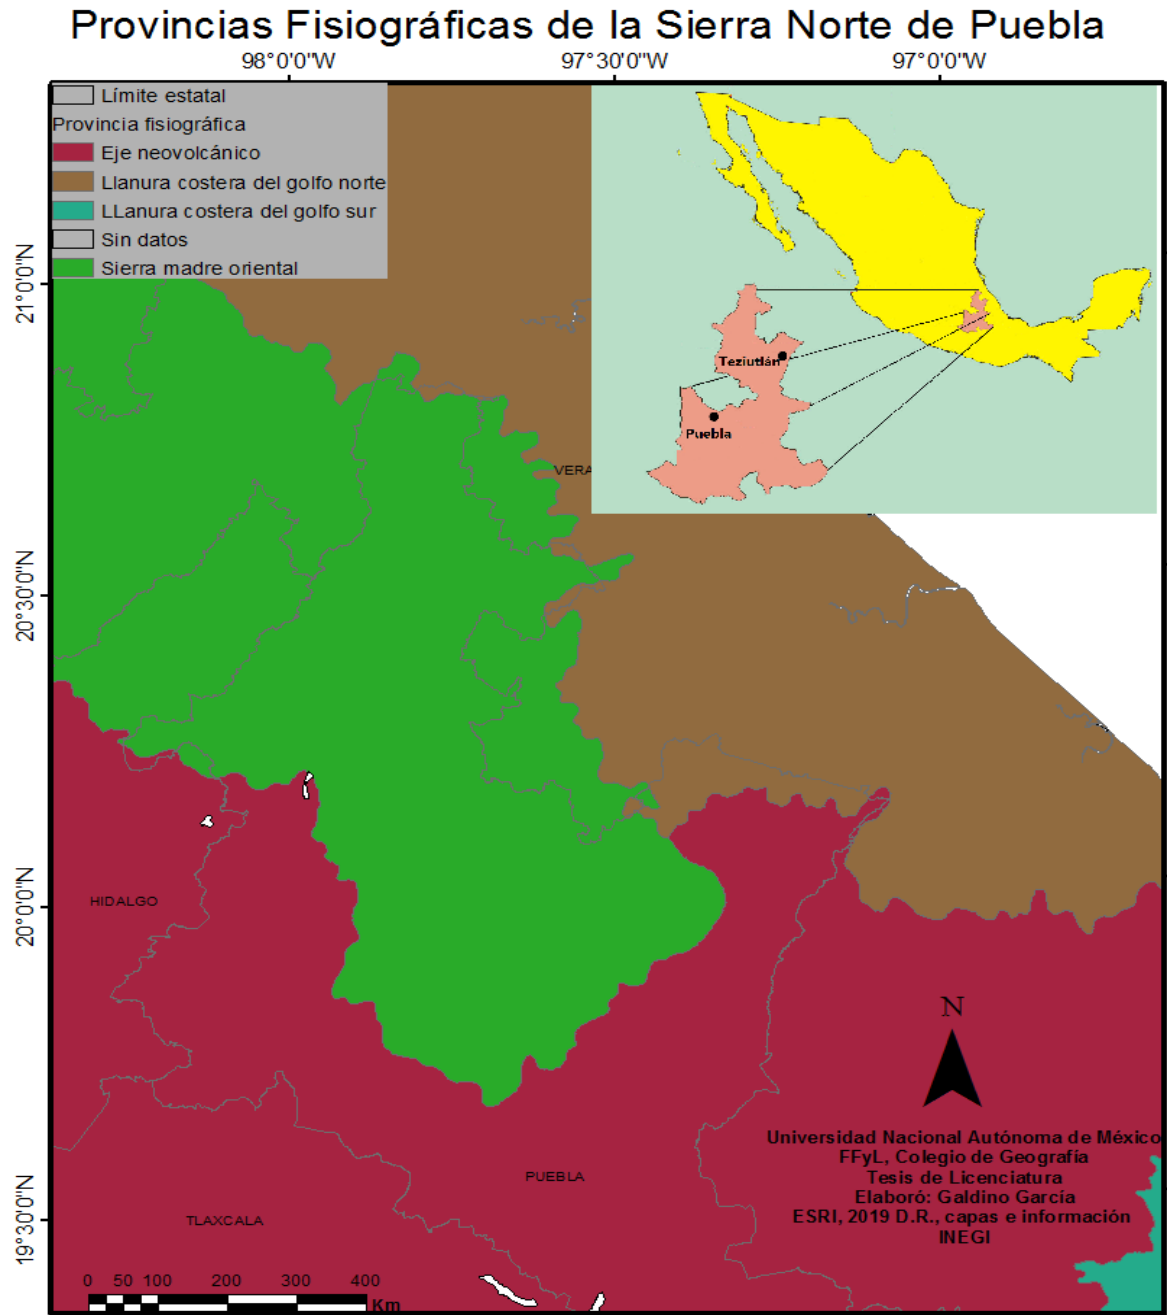 Provincias Fisiográficas de la Sierra Norte de Puebla
98°0'0"W 97°30'0"W 97°0'0"W
Límite estatal
Provincia fisiográfica
Eje neovolcánico
Llanura costera del golfo norte
LLanura costera del golfo sur
Sin datos
Sierra madre oriental
21°0'0"N
Teziutlán
Puebla
VERA
20°30'0"N
20°0'0"N
HIDALGO
N
Universidad Nacional Autónoma de México
FFyL, Colegio de Geografía
Tesis de Licenciatura
Elaboró: Galdino García
ESRI, 2019 D.R., capas e información
INEGI
PUEBLA
TLAXCALA
19°30'0"N
0 50 100 200 300 400
Km